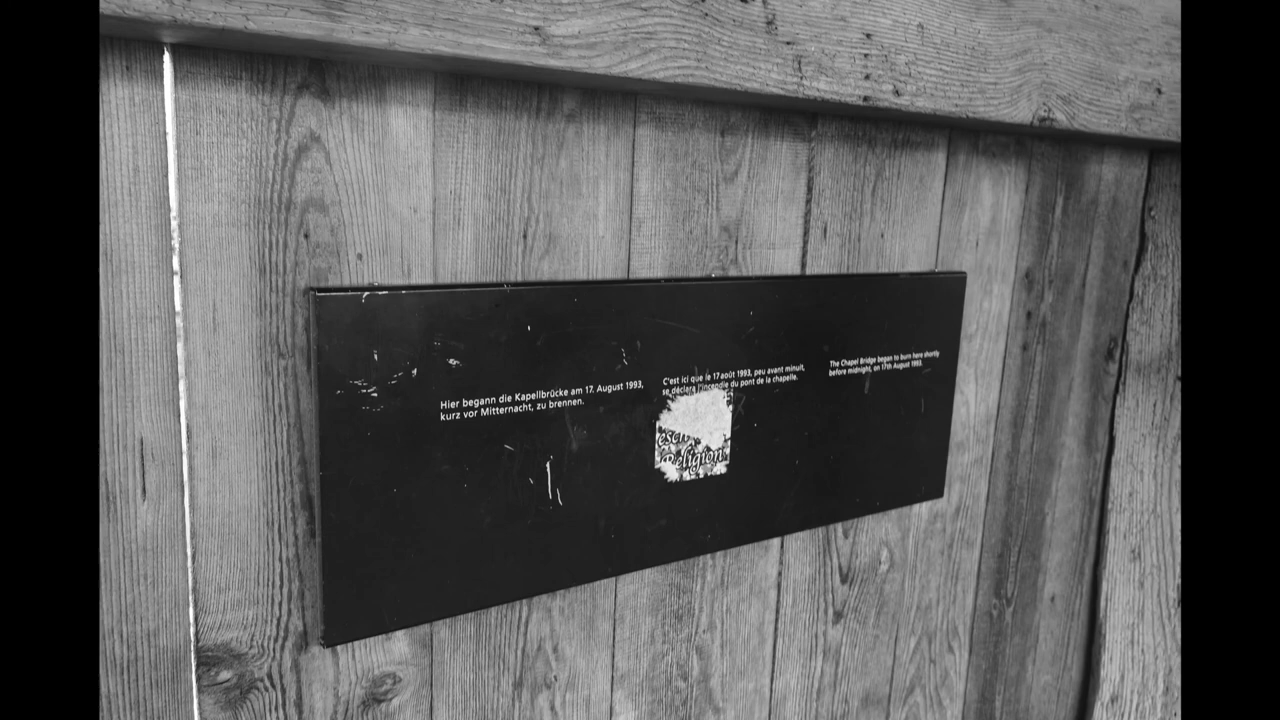 Hier begann die Kapellbrücke am 17. August 1993,
kurz vor Mitternacht, zu brennen.
C'est ici que le 17 août 1993, peu avant minuit,
se déclara l'incendie du pont de la chapelle.
The Chapel Bridge began to burn here shortly
before midnight, on 17th August 1993.
Religion